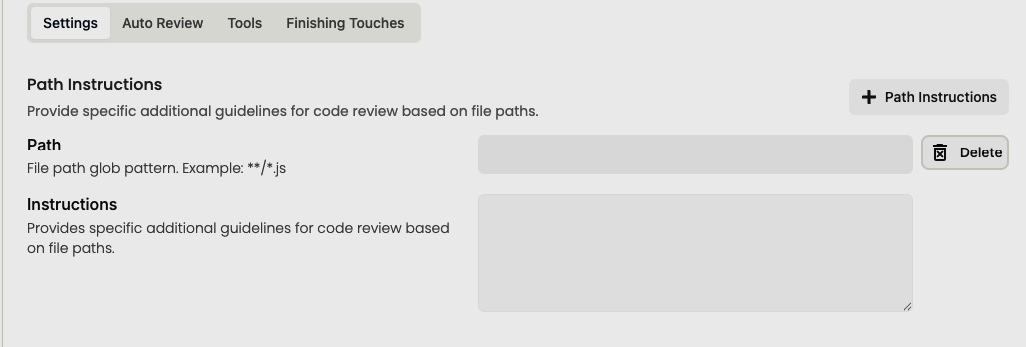 Settings Auto Review Tools Finishing Touches
Path Instructions
Provide specific additional guidelines for code review based on file paths.
Path Instructions
Path
File path glob pattern. Example: **/*.js
Delete
Instructions
Provides specific additional guidelines for code review based
on file paths.